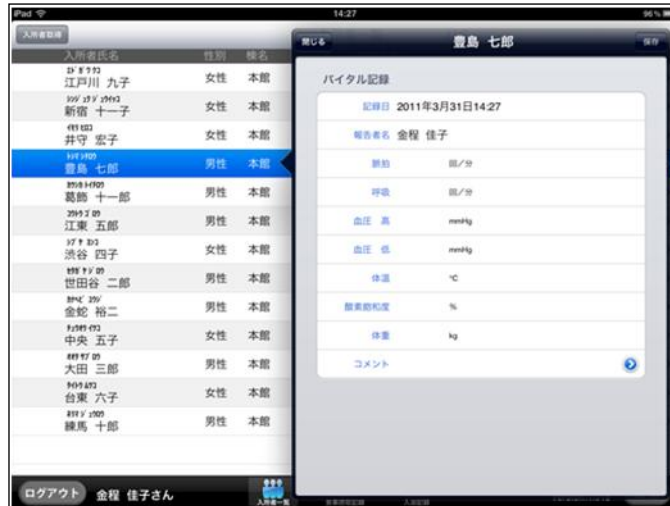 iPad
14:27
96%
入所者取得
閉じる
豊島 七郎
保存
入所者氏名 性別 棟名
江戸川 九子 女性 本館
新宿 十一子 女性 本館
井守 宏子 女性 本館
豊島 七郎 男性 本館
葛飾 十一郎 男性 本館
江東 五郎 男性 本館
渋谷 四子 女性 本館
世田谷 二郎 男性 本館
金蛇 裕二 男性 本館
中央 五子 女性 本館
大田 三郎 男性 本館
台東 六子 女性 本館
練馬 十郎 男性 本館
バイタル記録
記録日 2011年3月31日14:27
報告者名 金程 佳子
脈拍 回／分
呼吸 回／分
血圧 高 mmHg
血圧 低 mmHg
体温 ℃
酸素飽和度 %
体重 kg
コメント
ログアウト 金程 佳子さん
入所者一覧